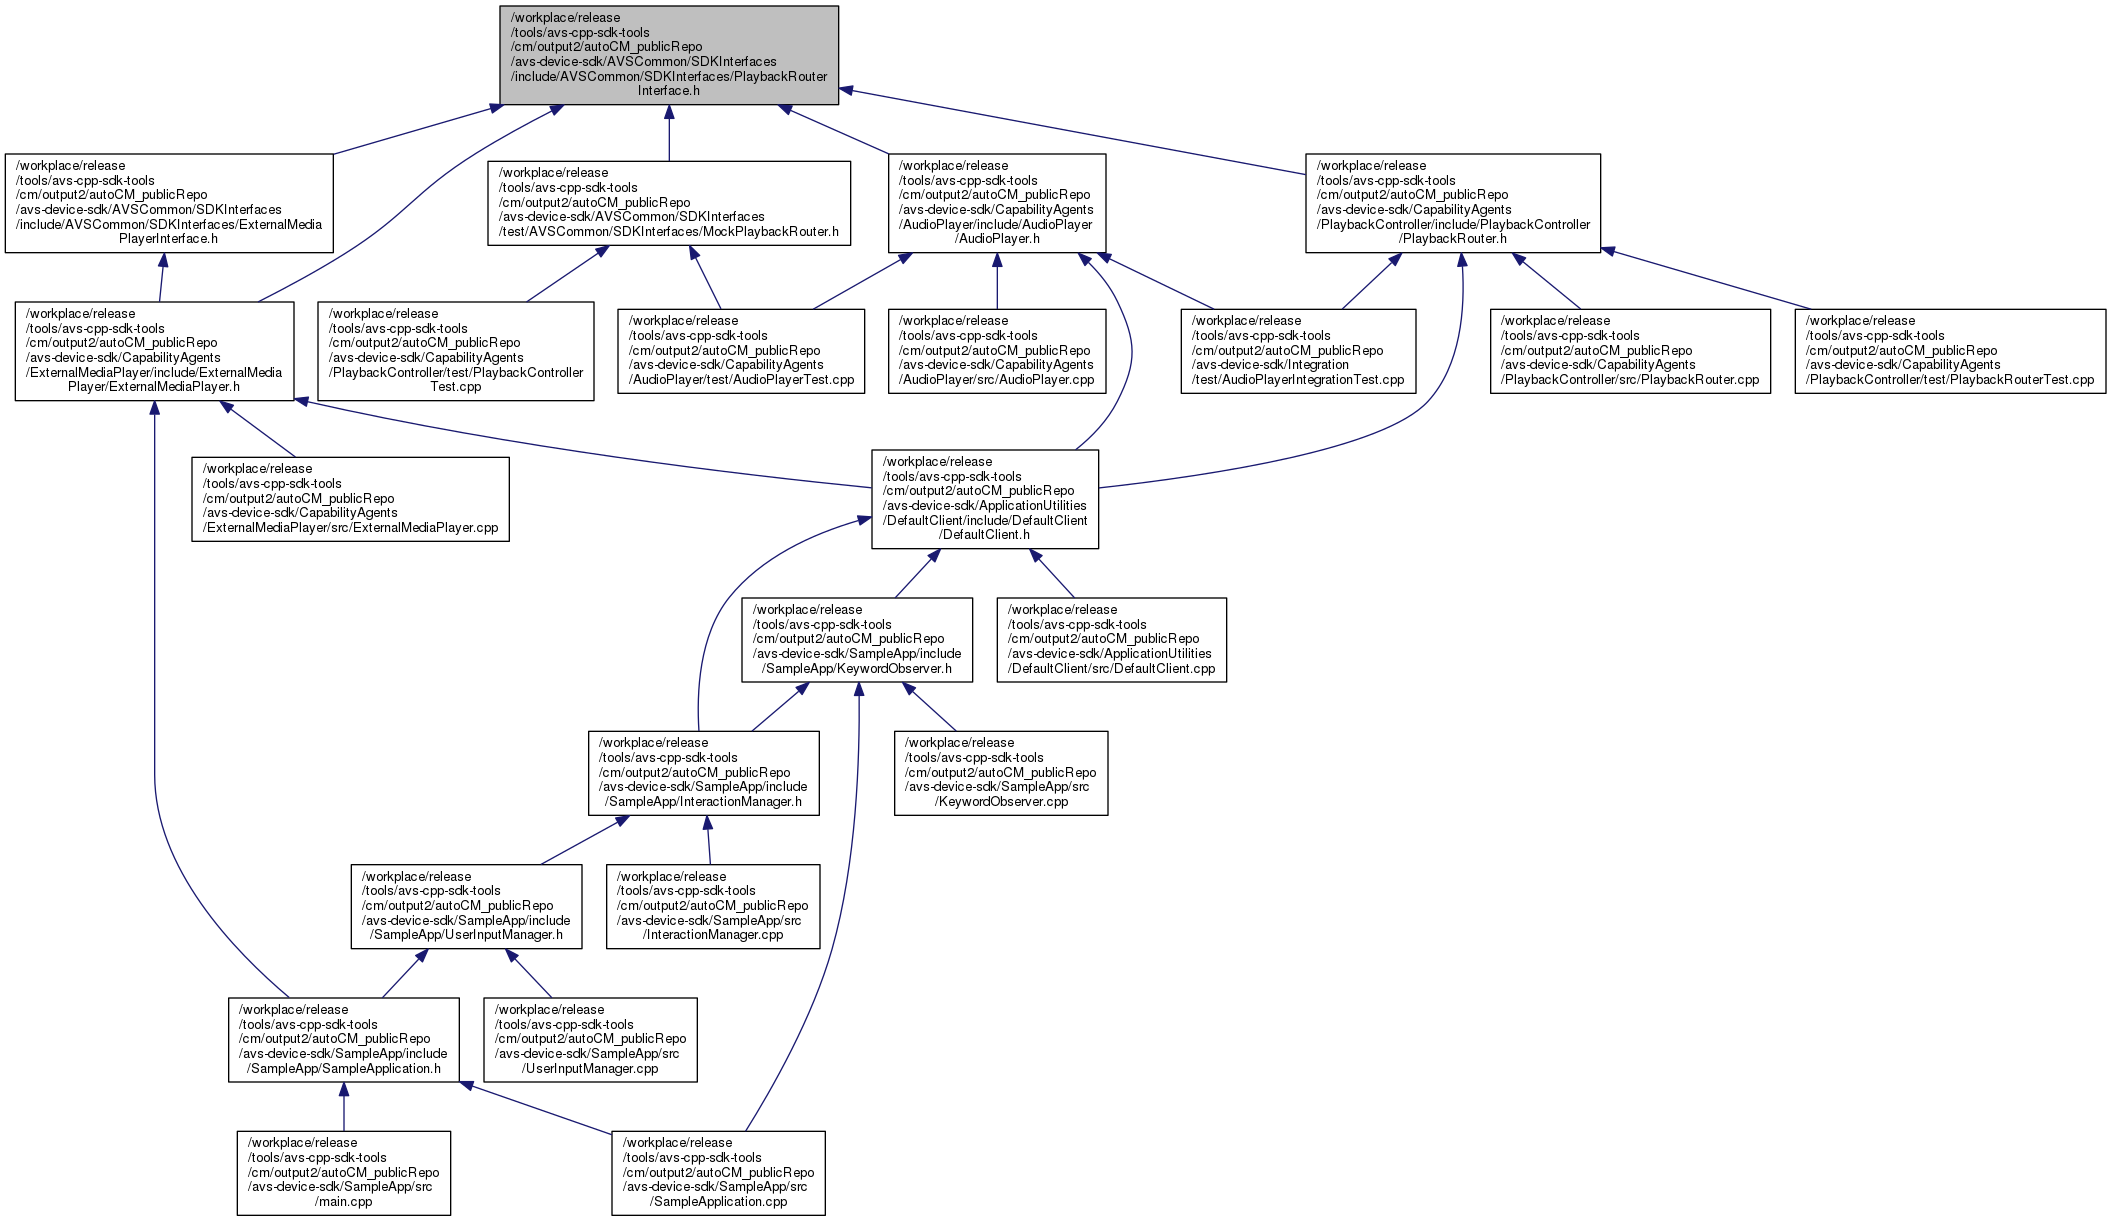 /workplace/release
/tools/avs-cpp-sdk-tools
/cm/output2/autoCM_publicRepo
/avs-device-sdk/AVSCommon/SDKInterfaces
/include/AVSCommon/SDKInterfaces/PlaybackRouter
Interface.h
/workplace/release
/tools/avs-cpp-sdk-tools
/cm/output2/autoCM_publicRepo
/avs-device-sdk/AVSCommon/SDKInterfaces
/include/AVSCommon/SDKInterfaces/ExternalMedia
PlayerInterface.h
/workplace/release
/tools/avs-cpp-sdk-tools
/cm/output2/autoCM_publicRepo
/avs-device-sdk/AVSCommon/SDKInterfaces
/test/AVSCommon/SDKInterfaces/MockPlaybackRouter.h
/workplace/release
/tools/avs-cpp-sdk-tools
/cm/output2/autoCM_publicRepo
/avs-device-sdk/CapabilityAgents
/AudioPlayer/include/AudioPlayer
/AudioPlayer.h
/workplace/release
/tools/avs-cpp-sdk-tools
/cm/output2/autoCM_publicRepo
/avs-device-sdk/CapabilityAgents
/PlaybackController/include/PlaybackController
/PlaybackRouter.h
/workplace/release
/tools/avs-cpp-sdk-tools
/cm/output2/autoCM_publicRepo
/avs-device-sdk/CapabilityAgents
/ExternalMediaPlayer/include/ExternalMedia
Player/ExternalMediaPlayer.h
/workplace/release
/tools/avs-cpp-sdk-tools
/cm/output2/autoCM_publicRepo
/avs-device-sdk/CapabilityAgents
/PlaybackController/test/PlaybackController
Test.cpp
/workplace/release
/tools/avs-cpp-sdk-tools
/cm/output2/autoCM_publicRepo
/avs-device-sdk/CapabilityAgents
/AudioPlayer/test/AudioPlayerTest.cpp
/workplace/release
/tools/avs-cpp-sdk-tools
/cm/output2/autoCM_publicRepo
/avs-device-sdk/CapabilityAgents
/AudioPlayer/src/AudioPlayer.cpp
/workplace/release
/tools/avs-cpp-sdk-tools
/cm/output2/autoCM_publicRepo
/avs-device-sdk/Integration
/test/AudioPlayerIntegrationTest.cpp
/workplace/release
/tools/avs-cpp-sdk-tools
/cm/output2/autoCM_publicRepo
/avs-device-sdk/CapabilityAgents
/PlaybackController/src/PlaybackRouter.cpp
/workplace/release
/tools/avs-cpp-sdk-tools
/cm/output2/autoCM_publicRepo
/avs-device-sdk/CapabilityAgents
/PlaybackController/test/PlaybackRouterTest.cpp
/workplace/release
/tools/avs-cpp-sdk-tools
/cm/output2/autoCM_publicRepo
/avs-device-sdk/CapabilityAgents
/ExternalMediaPlayer/src/ExternalMediaPlayer.cpp
/workplace/release
/tools/avs-cpp-sdk-tools
/cm/output2/autoCM_publicRepo
/avs-device-sdk/ApplicationUtilities
/DefaultClient/include/DefaultClient
/DefaultClient.h
/workplace/release
/tools/avs-cpp-sdk-tools
/cm/output2/autoCM_publicRepo
/avs-device-sdk/SampleApp/include
/SampleApp/KeywordObserver.h
/workplace/release
/tools/avs-cpp-sdk-tools
/cm/output2/autoCM_publicRepo
/avs-device-sdk/ApplicationUtilities
/DefaultClient/src/DefaultClient.cpp
/workplace/release
/tools/avs-cpp-sdk-tools
/cm/output2/autoCM_publicRepo
/avs-device-sdk/SampleApp/include
/SampleApp/InteractionManager.h
/workplace/release
/tools/avs-cpp-sdk-tools
/cm/output2/autoCM_publicRepo
/avs-device-sdk/SampleApp/src
/KeywordObserver.cpp
/workplace/release
/tools/avs-cpp-sdk-tools
/cm/output2/autoCM_publicRepo
/avs-device-sdk/SampleApp/include
/SampleApp/UserInputManager.h
/workplace/release
/tools/avs-cpp-sdk-tools
/cm/output2/autoCM_publicRepo
/avs-device-sdk/SampleApp/src
/InteractionManager.cpp
/workplace/release
/tools/avs-cpp-sdk-tools
/cm/output2/autoCM_publicRepo
/avs-device-sdk/SampleApp/include
/SampleApp/SampleApplication.h
/workplace/release
/tools/avs-cpp-sdk-tools
/cm/output2/autoCM_publicRepo
/avs-device-sdk/SampleApp/src
/UserInputManager.cpp
/workplace/release
/tools/avs-cpp-sdk-tools
/cm/output2/autoCM_publicRepo
/avs-device-sdk/SampleApp/src
/main.cpp
/workplace/release
/tools/avs-cpp-sdk-tools
/cm/output2/autoCM_publicRepo
/avs-device-sdk/SampleApp/src
/SampleApplication.cpp